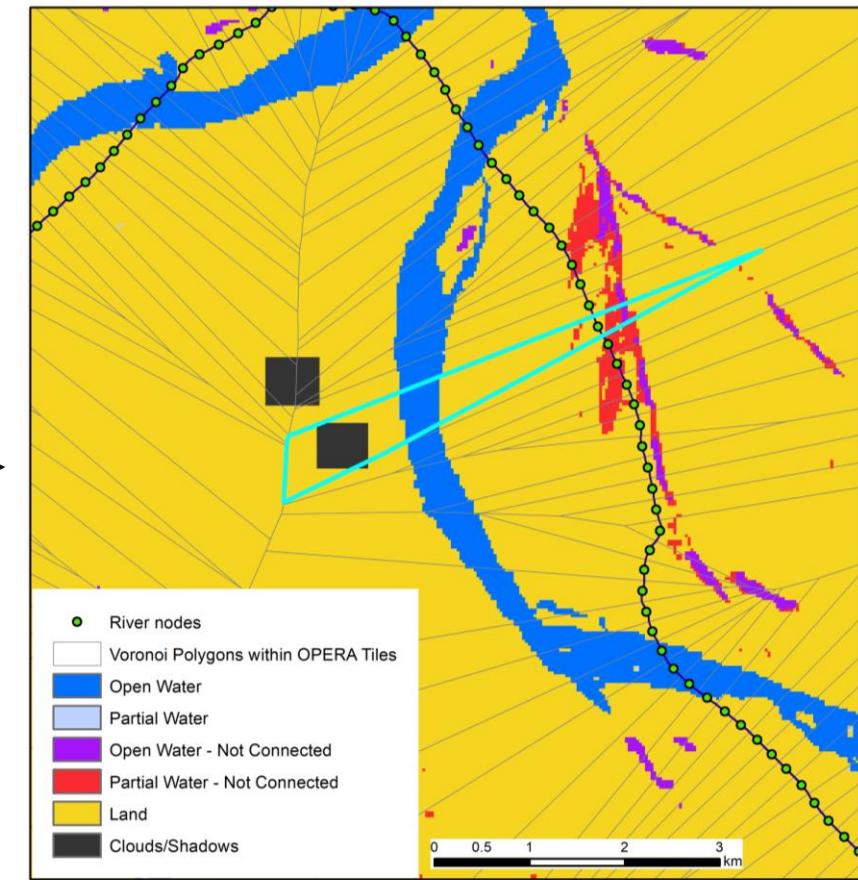 River nodes
Voronoi Polygons within OPERA Tiles
Open Water
Partial Water
Open Water - Not Connected
Partial Water - Not Connected
Land
Clouds/Shadows
0 0.5 1 2 3
km